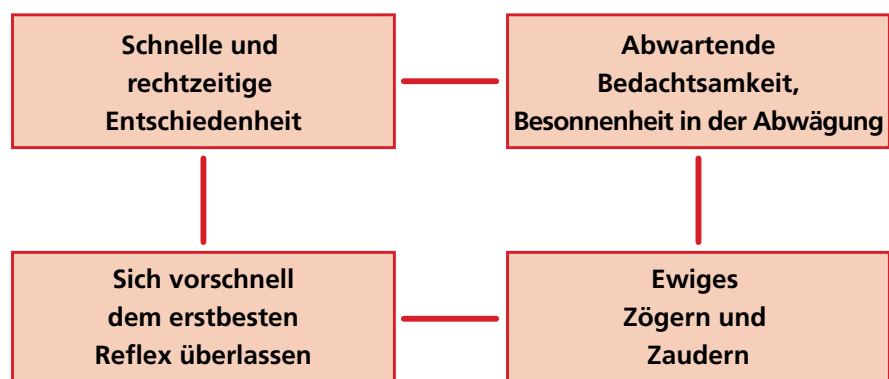 Schnelle und
rechtzeitige
Entschiedenheit
Abwartende
Bedachtsamkeit,
Besonnenheit in der Abwägung
Sich vorschnell
dem erstbesten
Reflex überlassen
Ewiges
Zögern und
Zaudern